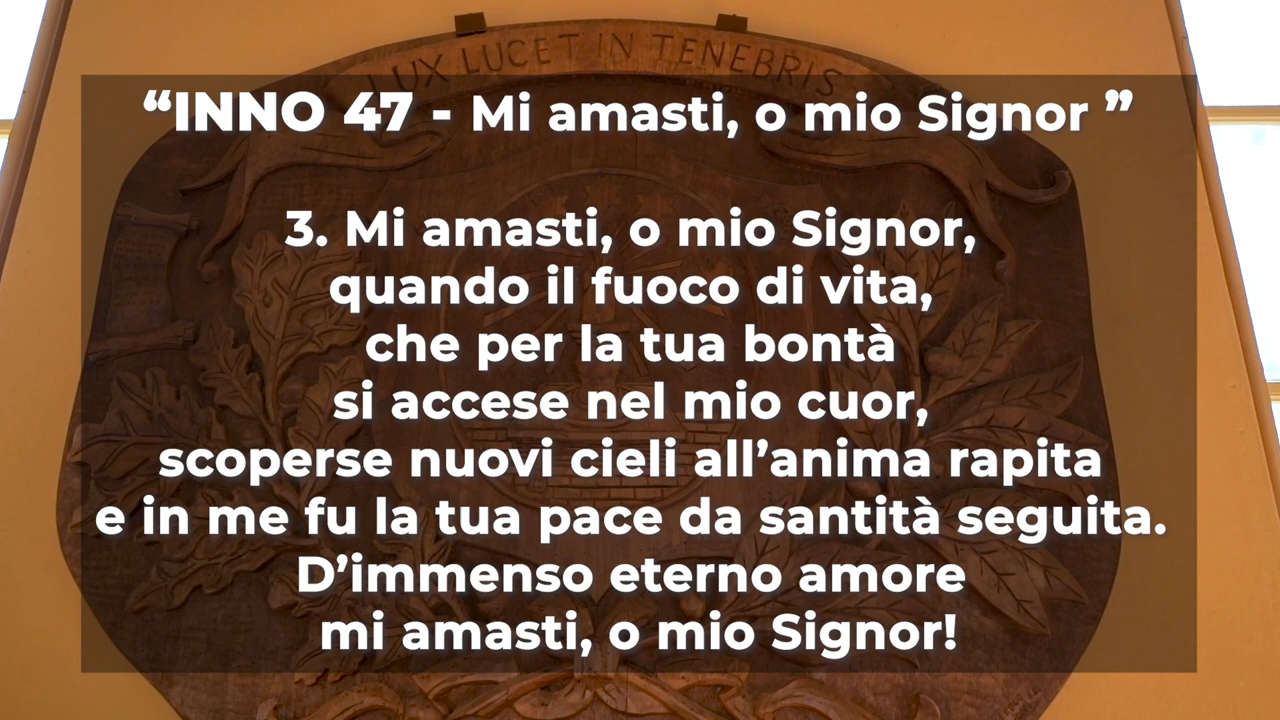 LUX LUCET IN TENEBRIS
“INNO 47 - Mi amasti, o mio Signor ”
3. Mi amasti, o mio Signor,
quando il fuoco di vita,
che per la tua bontà
si accese nel mio cuor,
scoperse nuovi cieli all’anima rapita
e in me fu la tua pace da santità seguita.
D’immenso eterno amore
mi amasti, o mio Signor!